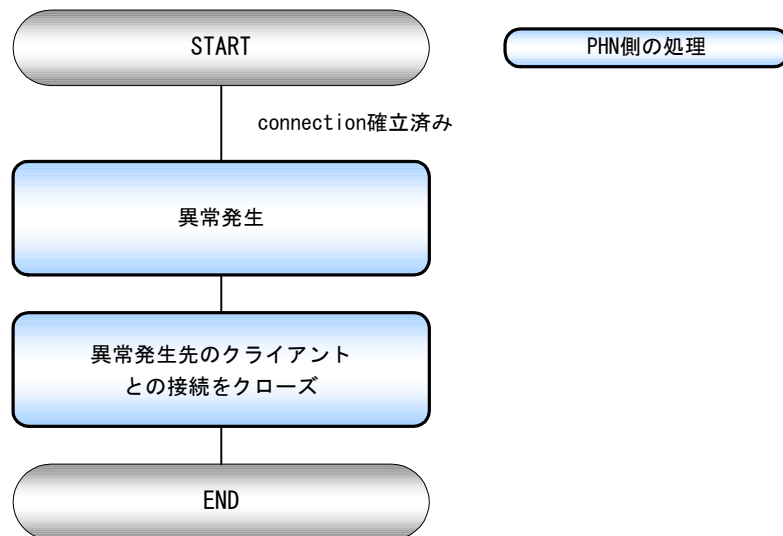 START
PHN側の処理
connection確立済み
異常発生
異常発生先のクライアント
との接続をクローズ
END